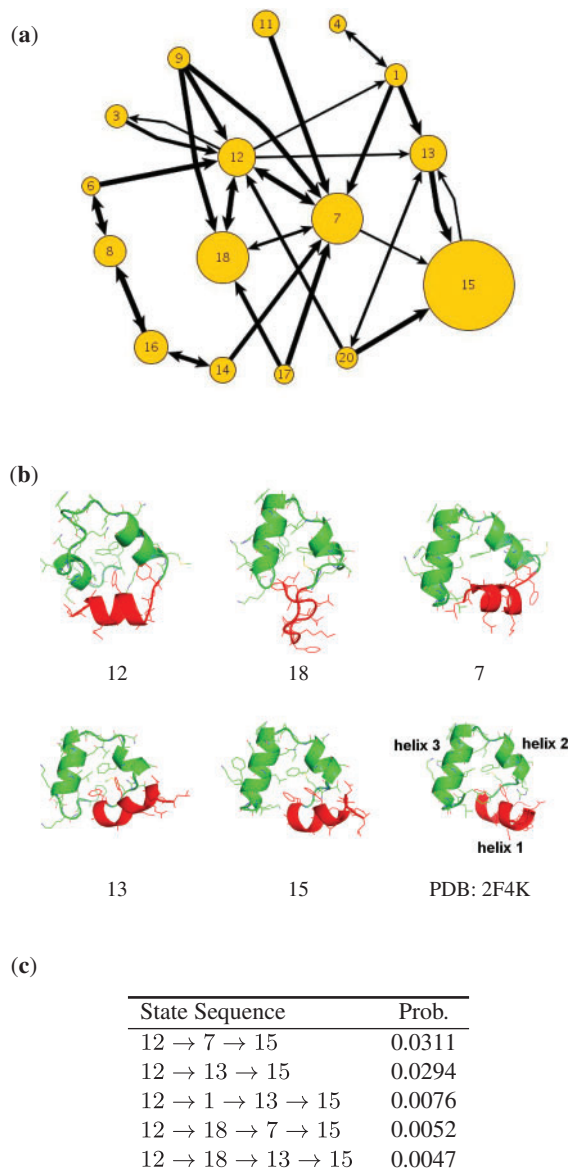 (a)
11
4
9
1
3
12
13
6
7
8
18
15
16
14
17
20
(b)
12 18 7
helix 3 helix 2
helix 1
13 15 PDB: 2F4K
(c)
State Sequence Prob.
12 → 7 → 15 0.0311
12 → 13 → 15 0.0294
12 → 1 → 13 → 15 0.0076
12 → 18 → 7 → 15 0.0052
12 → 18 → 13 → 15 0.0047